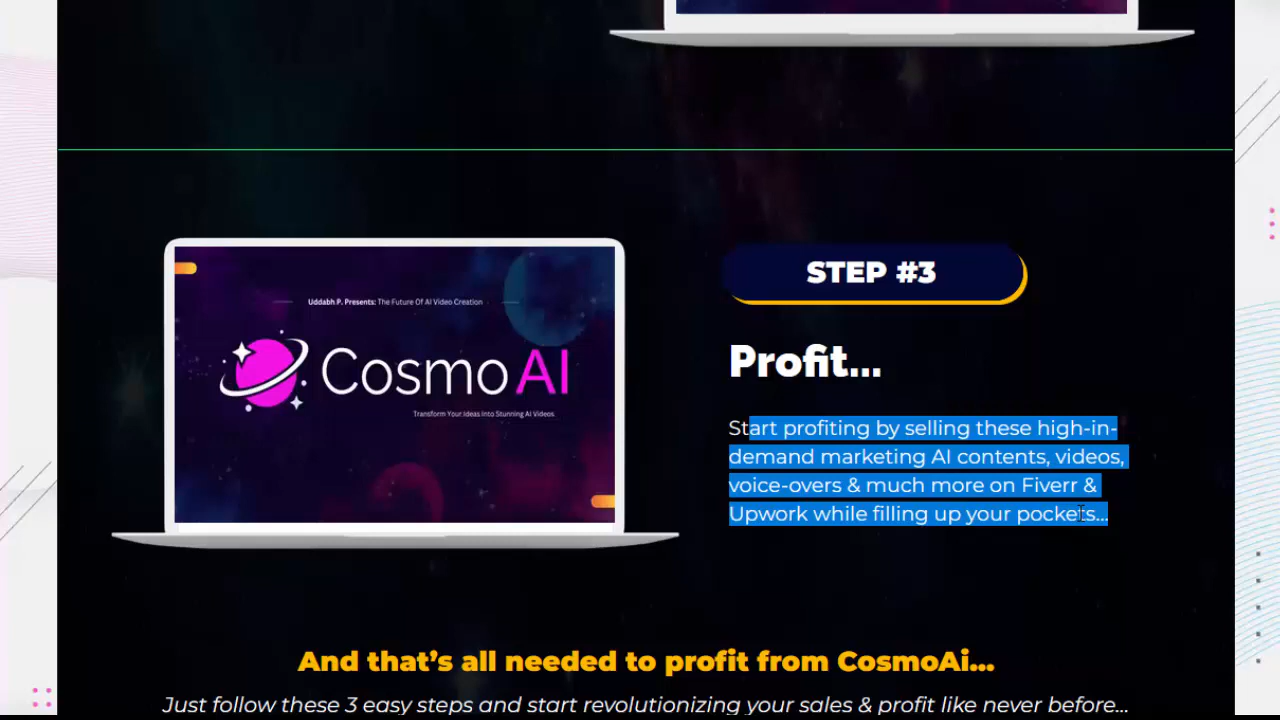 Uddabh P. Presents: The Future Of AI Video Creation
Cosmo AI
Transform Your Ideas Into Stunning AI Videos
STEP #3
Profit...
Start profiting by selling these high-in-
demand marketing AI contents, videos,
voice-overs & much more on Fiverr &
Upwork while filling up your pockets...
And that's all needed to profit from CosmoAi...
Just follow these 3 easy steps and start revolutionizing your sales & profit like never before...